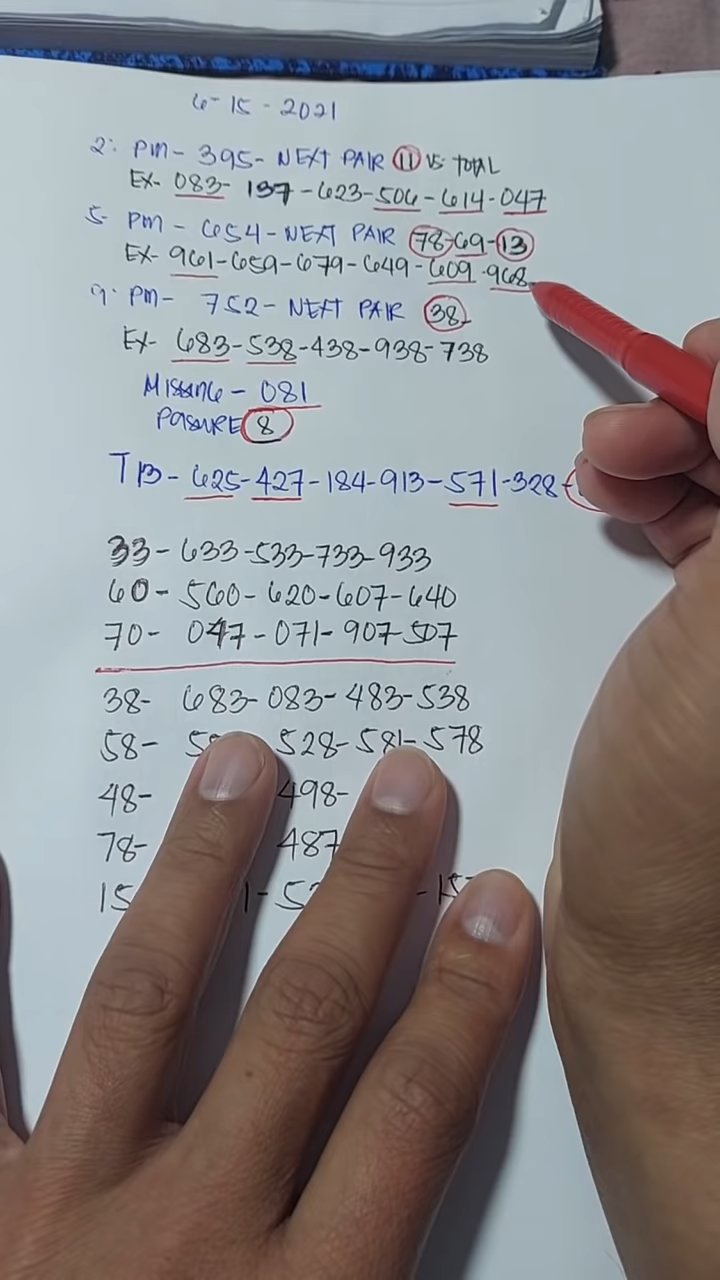 6-15-2021
2: PM- 395- NEXT PAIR 11 VS TOTAL
EX- 083- 137-623-506-614-047
5 PM- 654-NEXT PAIR 78-69-13
EX- 961-659-679-649-609-968
9: PM- 752- NEXT PAIR 38-
EX- 683-538-438-938-738
MISSING- 081
PASURE 8
TB- 625-427-184-913-571-328-
33- 633-533-733-933
60- 560-620-607-640
70- 047-071-907-507
38- 683-083-483-538
58- 528-581-578
48- 498-
78- 487
15